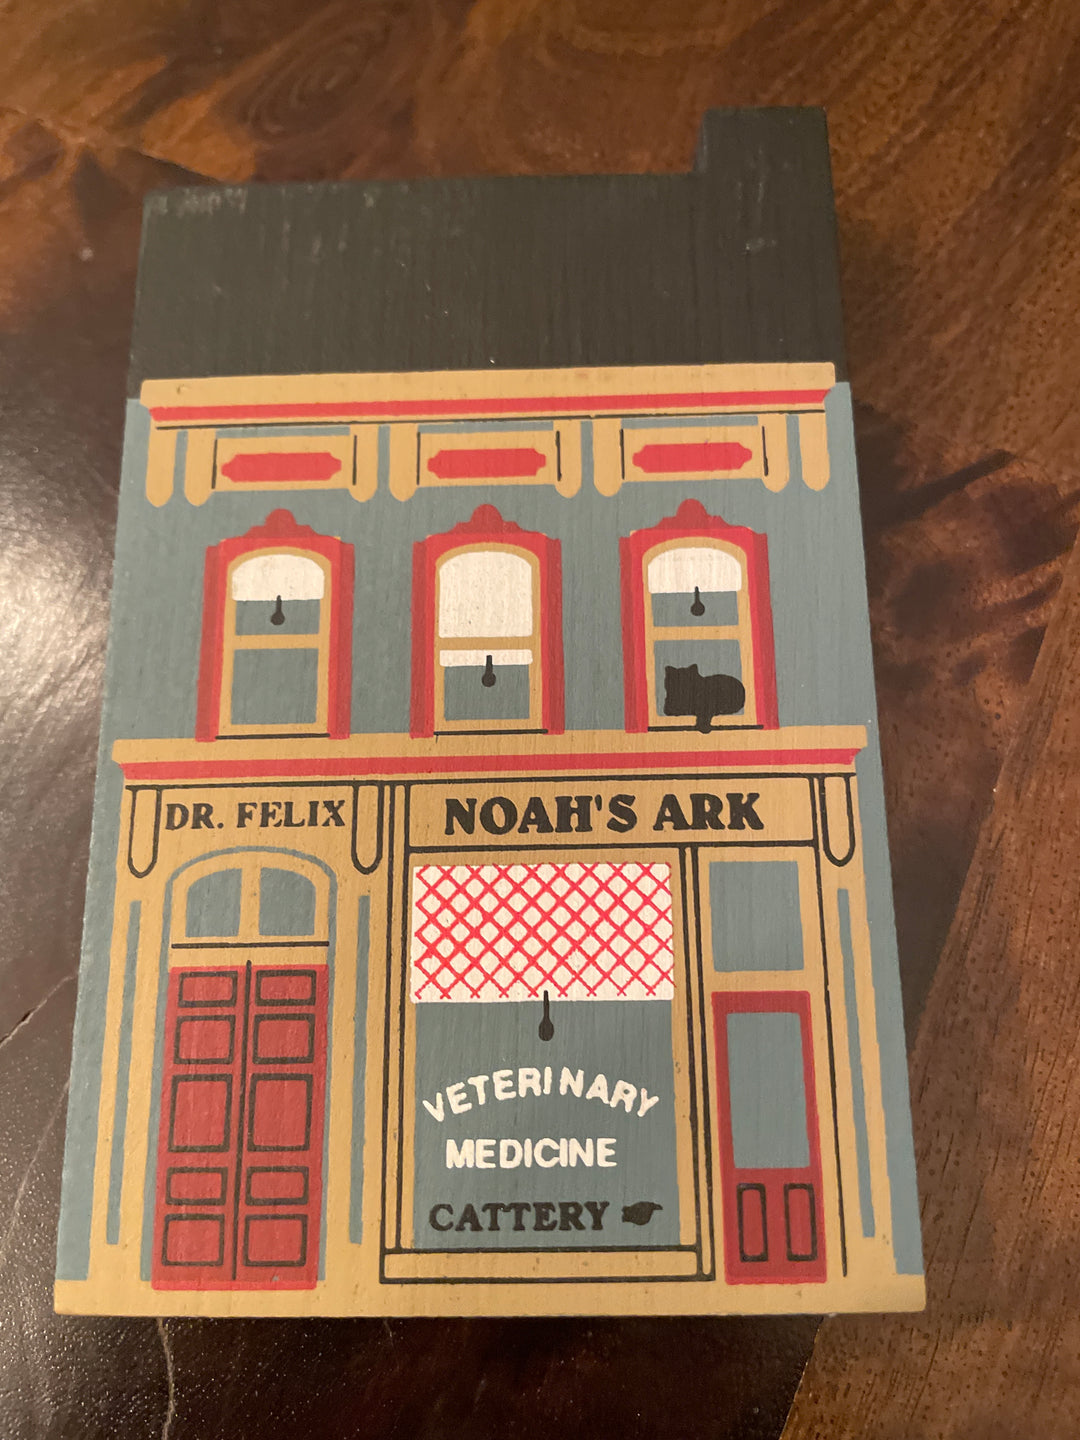 DR. FELIX
NOAH'S ARK
VETERINARY
MEDICINE
CATTERY